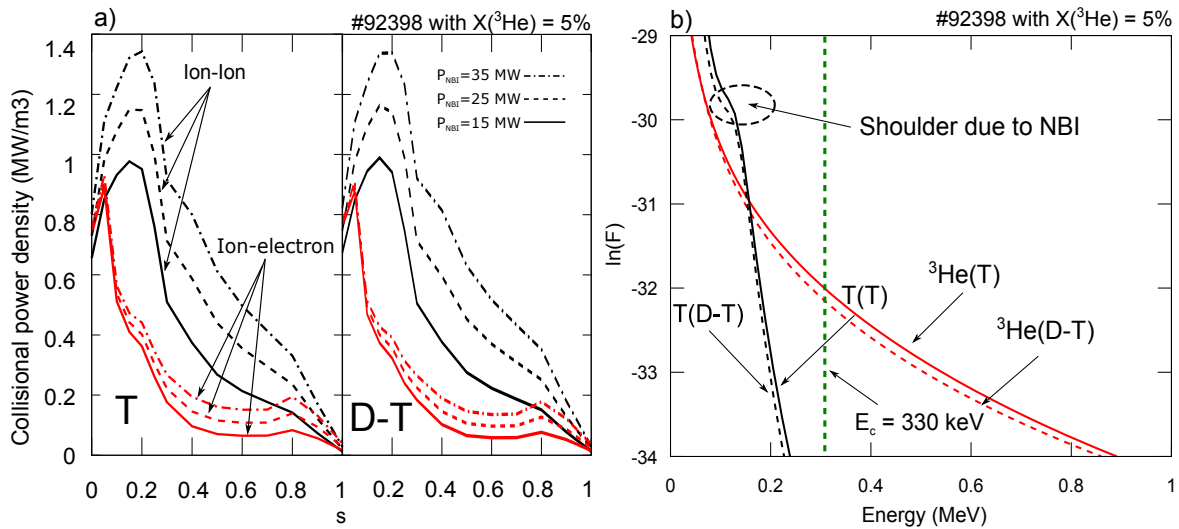 a)
#92398 with X(³He) = 5%
Collisional power density (MW/m3)
1.4
1.2
1
0.8
0.6
0.4
0.2
0
Ion-Ion
Ion-electron
T
P_NBI=35 MW
P_NBI=25 MW
P_NBI=15 MW
D-T
0 0.2 0.4 0.6 0.8 1 0.2 0.4 0.6 0.8 1
s
b)
#92398 with X(³He) = 5%
ln(F)
-29
-30
-31
-32
-33
-34
Shoulder due to NBI
T(D-T)
T(T)
³He(T)
³He(D-T)
E_c = 330 keV
0 0.2 0.4 0.6 0.8 1
Energy (MeV)